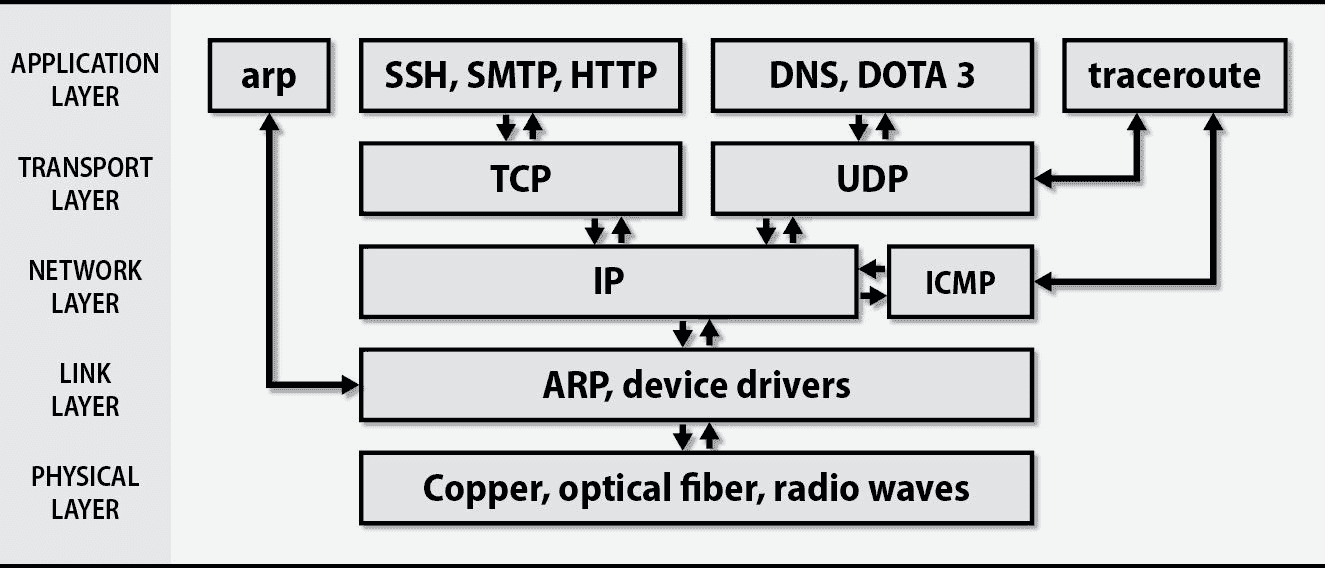 APPLICATION
LAYER
arp
SSH, SMTP, HTTP
DNS, DOTA 3
traceroute
TRANSPORT
LAYER
TCP
UDP
NETWORK
LAYER
IP
ICMP
LINK
LAYER
ARP, device drivers
PHYSICAL
LAYER
Copper, optical fiber, radio waves